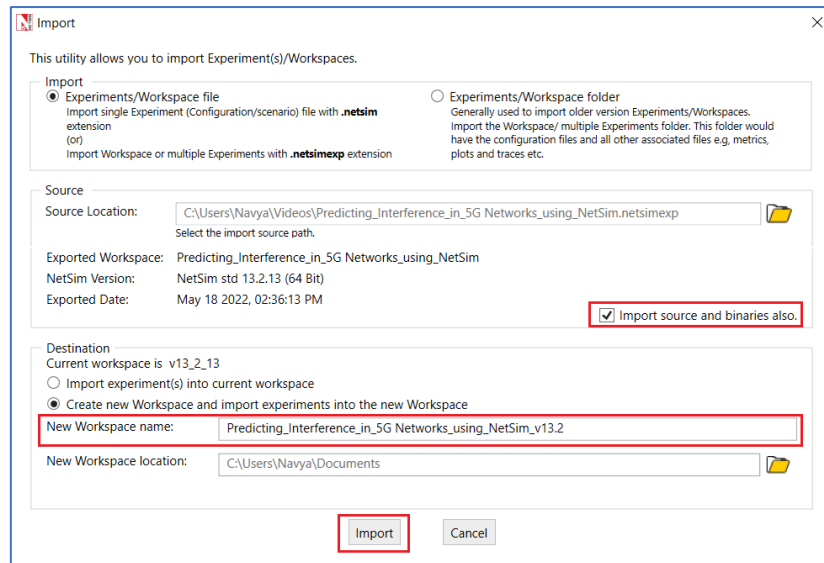 Import
This utility allows you to import Experiment(s)/Workspaces.
Import
Experiments/Workspace file
Import single Experiment (Configuration/scenario) file with .netsim
extension
(or)
Import Workspace or multiple Experiments with .netsimexp extension
Experiments/Workspace folder
Generally used to import older version Experiments/Workspaces.
Import the Workspace/ multiple Experiments folder. This folder would
have the configuration files and all other associated files e.g, metrics,
plots and traces etc.
Source
Source Location: C:\Users\Navya\Videos\Predicting_Interference_in_5G Networks_using_NetSim.netsimexp
Select the import source path.
Exported Workspace: Predicting_Interference_in_5G Networks_using_NetSim
NetSim Version: NetSim std 13.2.13 (64 Bit)
Exported Date: May 18 2022, 02:36:13 PM
Import source and binaries also.
Destination
Current workspace is v13_2_13
Import experiment(s) into current workspace
Create new Workspace and import experiments into the new Workspace
New Workspace name: Predicting_Interference_in_5G Networks_using_NetSim_v13.2
New Workspace location: C:\Users\Navya\Documents
Import Cancel